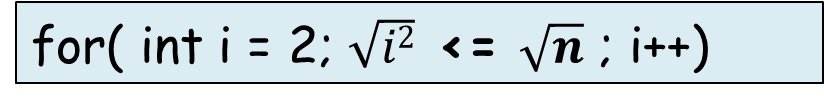 for( int i = 2; √i² <= √n ; i++)